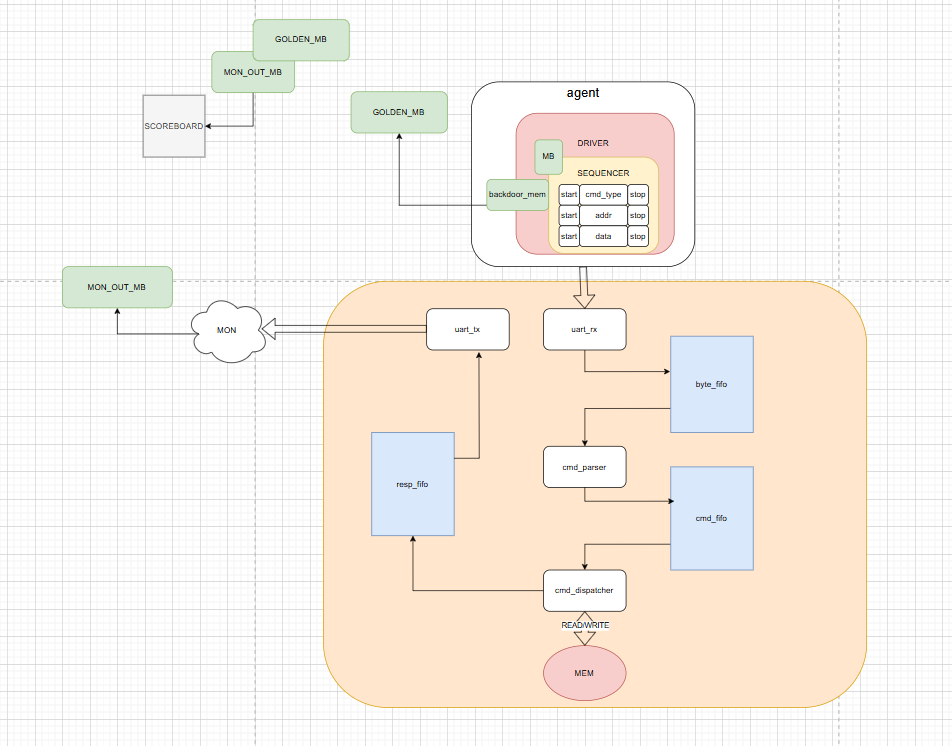 GOLDEN_MB
MON_OUT_MB
SCOREBOARD
GOLDEN_MB
agent
DRIVER
MB
SEQUENCER
backdoor_mem
start cmd_type stop
start addr stop
start data stop
MON_OUT_MB
MON
uart_tx
uart_rx
byte_fifo
cmd_parser
resp_fifo
cmd_fifo
cmd_dispatcher
READ/WRITE
MEM